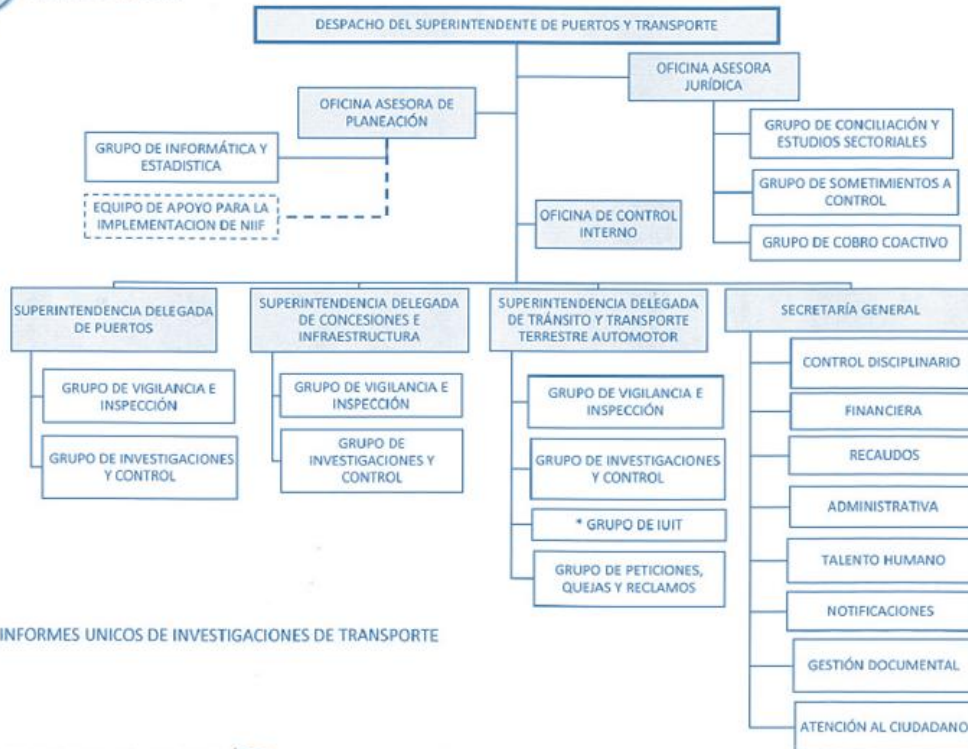 DESPACHO DEL SUPERINTENDENTE DE PUERTOS Y TRANSPORTE
OFICINA ASESORA
JURÍDICA
OFICINA ASESORA DE
PLANEACIÓN
GRUPO DE CONCILIACIÓN Y
ESTUDIOS SECTORIALES
GRUPO DE INFORMÁTICA Y
ESTADISTICA
GRUPO DE SOMETIMIENTOS A
CONTROL
EQUIPO DE APOYO PARA LA
IMPLEMENTACION DE NIIF
OFICINA DE CONTROL
INTERNO
GRUPO DE COBRO COACTIVO
SUPERINTENDENCIA DELEGADA
DE PUERTOS
GRUPO DE VIGILANCIA E
INSPECCIÓN
GRUPO DE INVESTIGACIONES
Y CONTROL
SUPERINTENDENCIA DELEGADA
DE CONCESIONES E
INFRAESTRUCTURA
GRUPO DE VIGILANCIA E
INSPECCIÓN
GRUPO DE
INVESTIGACIONES Y
CONTROL
SUPERINTENDENCIA DELEGADA
DE TRÁNSITO Y TRANSPORTE
TERRESTRE AUTOMOTOR
GRUPO DE VIGILANCIA E
INSPECCIÓN
GRUPO DE INVESTIGACIONES
Y CONTROL
* GRUPO DE IUIT
GRUPO DE PETICIONES,
QUEJAS Y RECLAMOS
SECRETARÍA GENERAL
CONTROL DISCIPLINARIO
FINANCIERA
RECAUDOS
ADMINISTRATIVA
TALENTO HUMANO
NOTIFICACIONES
GESTIÓN DOCUMENTAL
ATENCIÓN AL CIUDADANO
INFORMES UNICOS DE INVESTIGACIONES DE TRANSPORTE